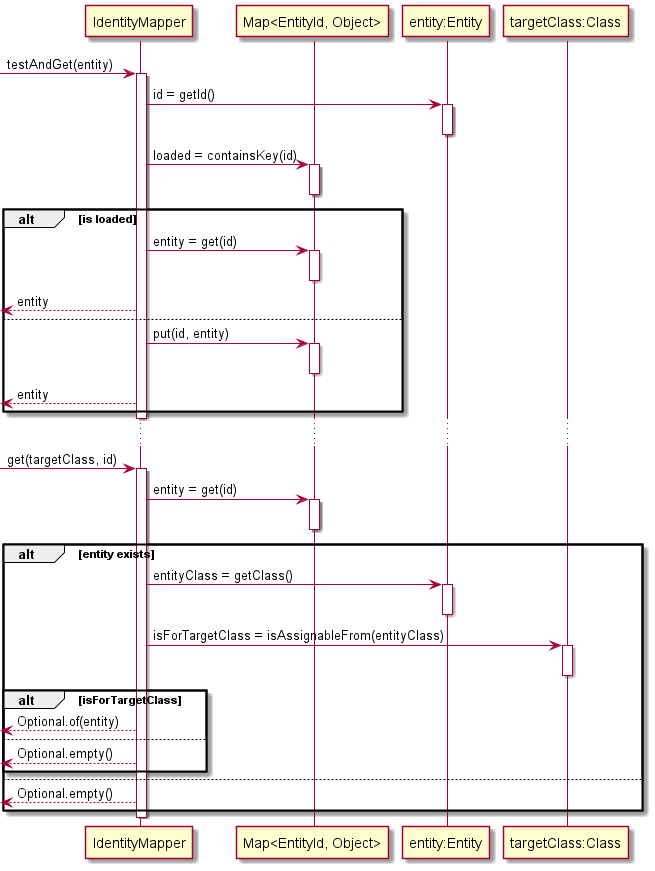 IdentityMapper Map<EntityId, Object> entity:Entity targetClass:Class
testAndGet(entity)
id = getId()
loaded = containsKey(id)
alt [is loaded]
entity = get(id)
entity
put(id, entity)
entity
get(targetClass, id)
entity = get(id)
alt [entity exists]
entityClass = getClass()
isForTargetClass = isAssignableFrom(entityClass)
alt [isForTargetClass]
Optional.of(entity)
Optional.empty()
Optional.empty()
IdentityMapper Map<EntityId, Object> entity:Entity targetClass:Class